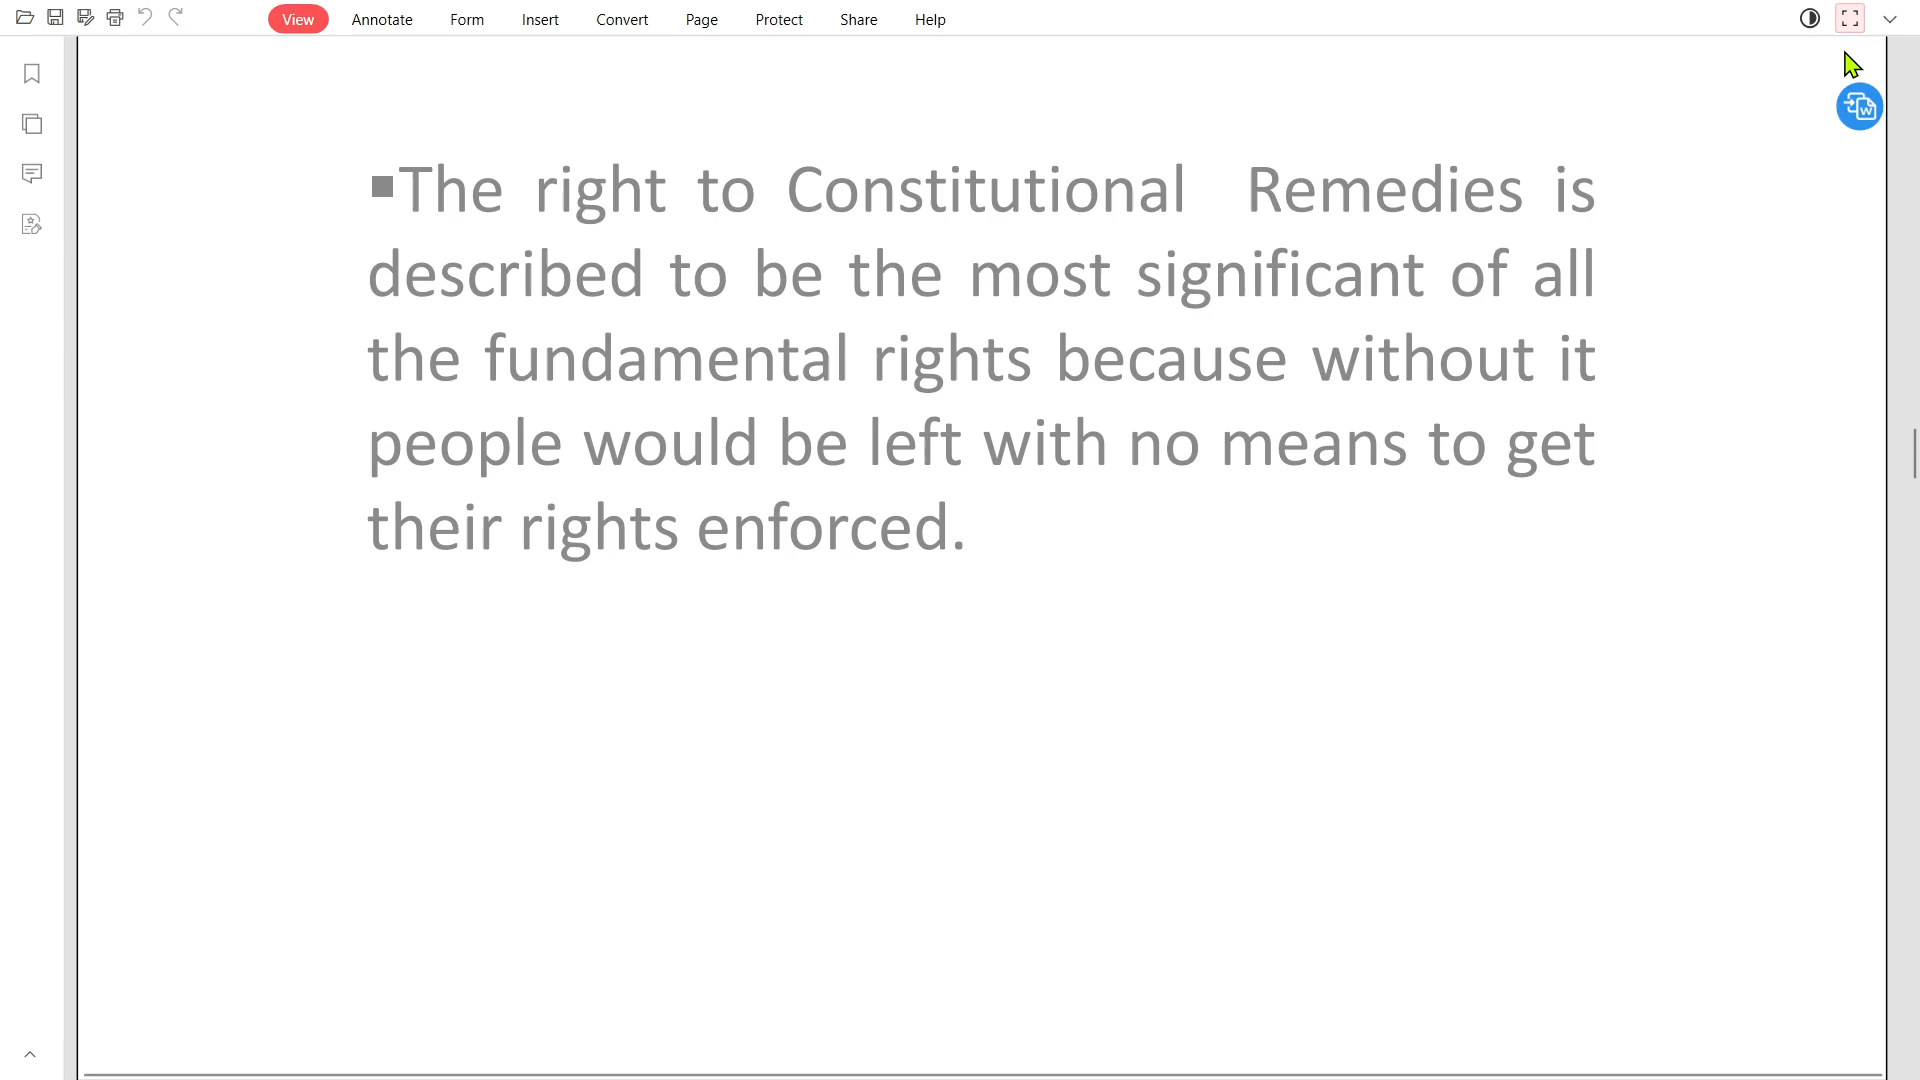 View Annotate Form Insert Convert Page Protect Share Help
▪The right to Constitutional Remedies is
described to be the most significant of all
the fundamental rights because without it
people would be left with no means to get
their rights enforced.